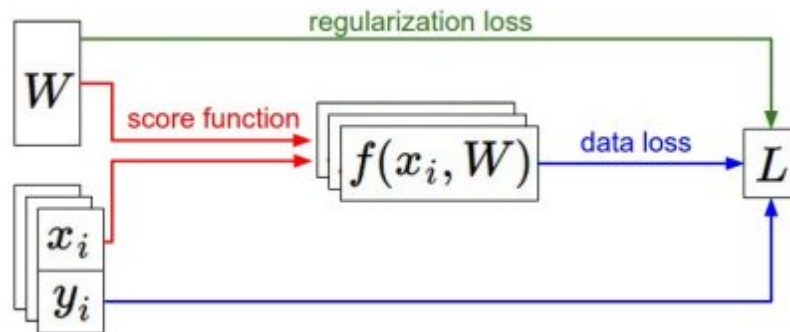 regularization loss
W
score function
f(x_i, W)
data loss
L
x_i
y_i